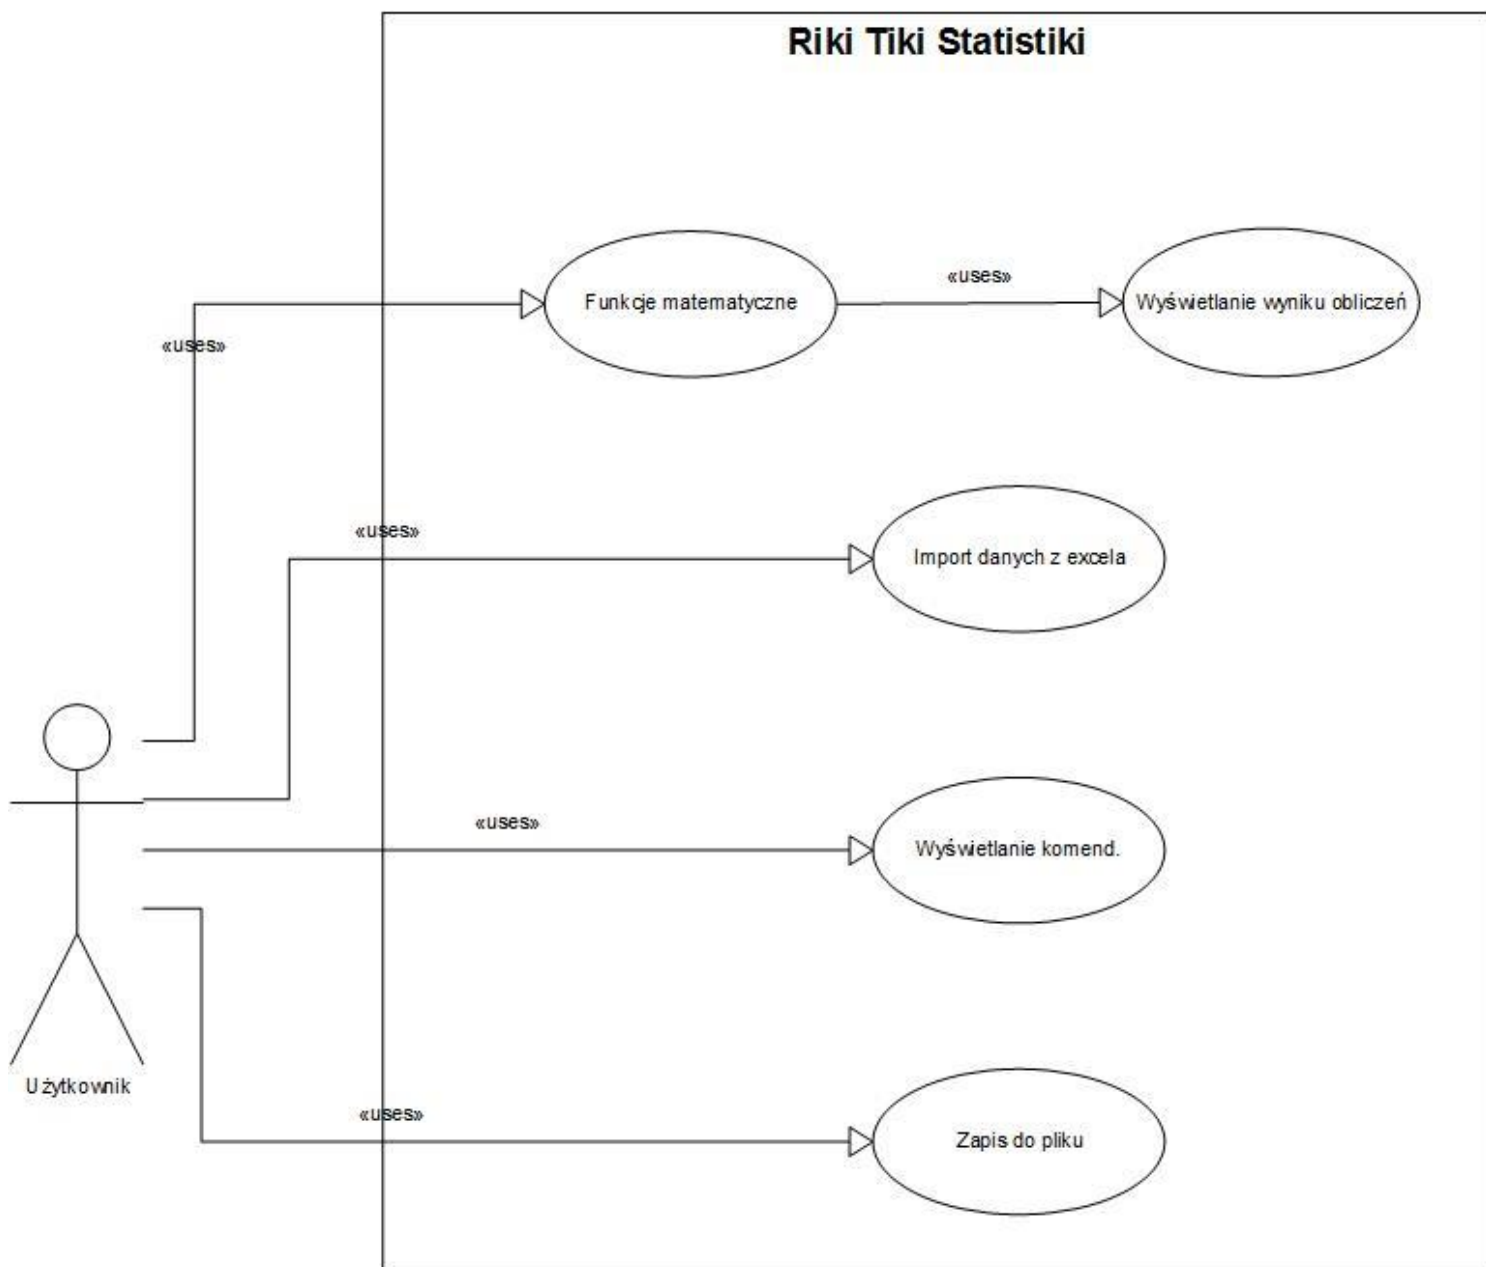 Riki Tiki Statistiki
«uses»
Funkcje matematyczne
Wyświetlanie wyniku obliczeń
«uses»
«uses»
Import danych z excela
«uses»
Wyświetlanie komend.
Użytkownik
«uses»
Zapis do pliku